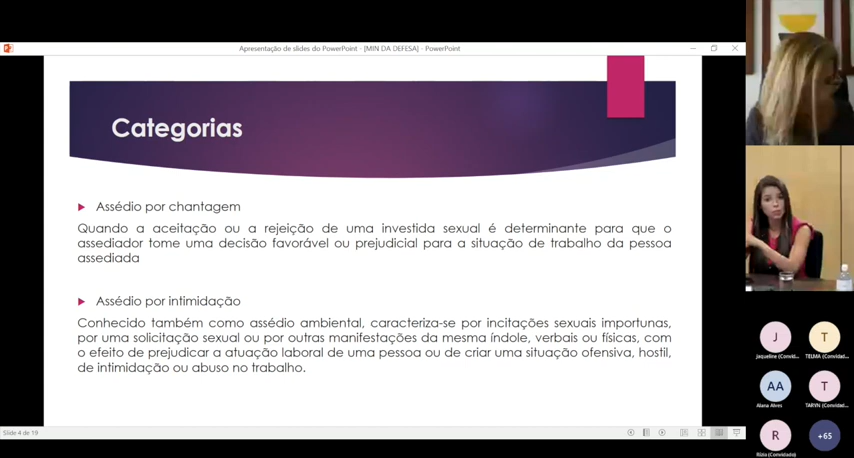 Apresentação de slides do PowerPoint - [MIN DA DEFESA] - PowerPoint
Categorias
Assédio por chantagem
Quando a aceitação ou a rejeição de uma investida sexual é determinante para que o
assediador tome uma decisão favorável ou prejudicial para a situação de trabalho da pessoa
assediada
Assédio por intimidação
Conhecido também como assédio ambiental, caracteriza-se por incitações sexuais importunas,
por uma solicitação sexual ou por outras manifestações da mesma índole, verbais ou físicas, com
o efeito de prejudicar a atuação laboral de uma pessoa ou de criar uma situação ofensiva, hostil,
de intimidação ou abuso no trabalho.
Slide 4 de 19
J
T
Jaqueline (Convid...
TELMA (Convidad...
AA
T
Alana Alves
TARYN (Convidad...
R
+65
Rízia (Convidado)